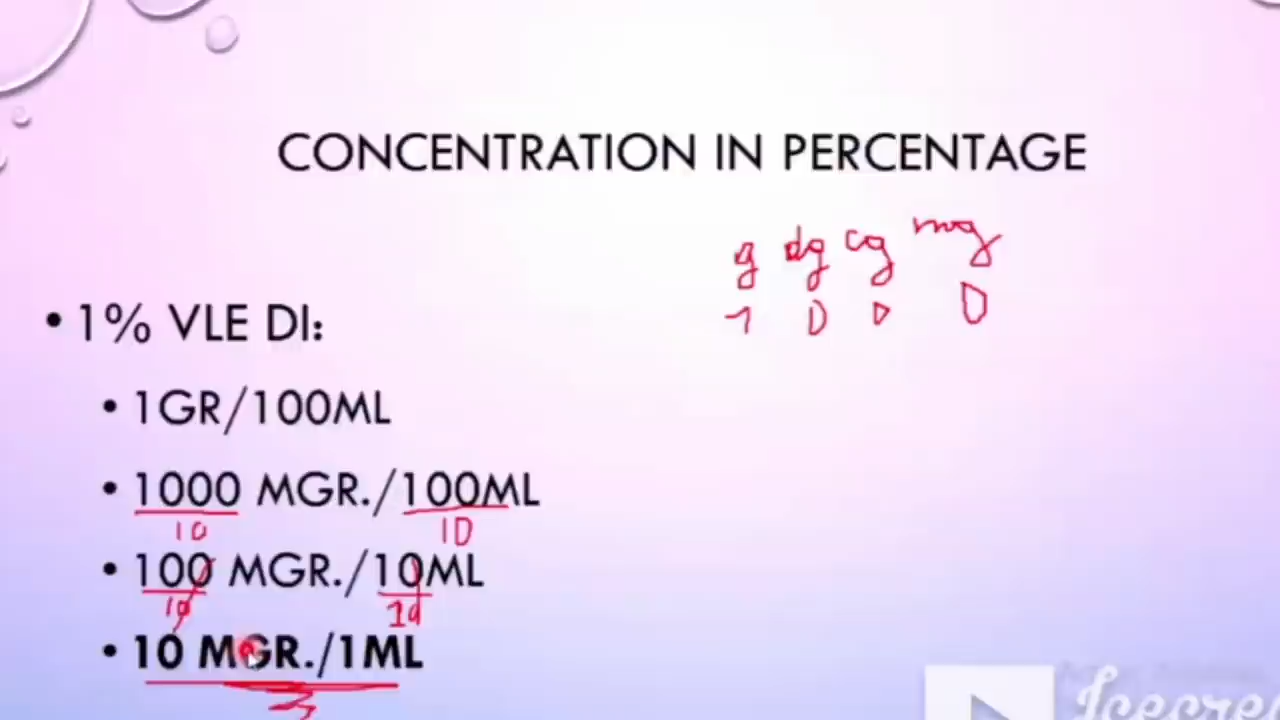 CONCENTRATION IN PERCENTAGE
g dg cg mg
1 0 0 0
• 1% VLE DI:
• 1GR/100ML
• 1000 MGR./100ML
10 10
• 100 MGR./10ML
10 10
• 10 MGR./1ML